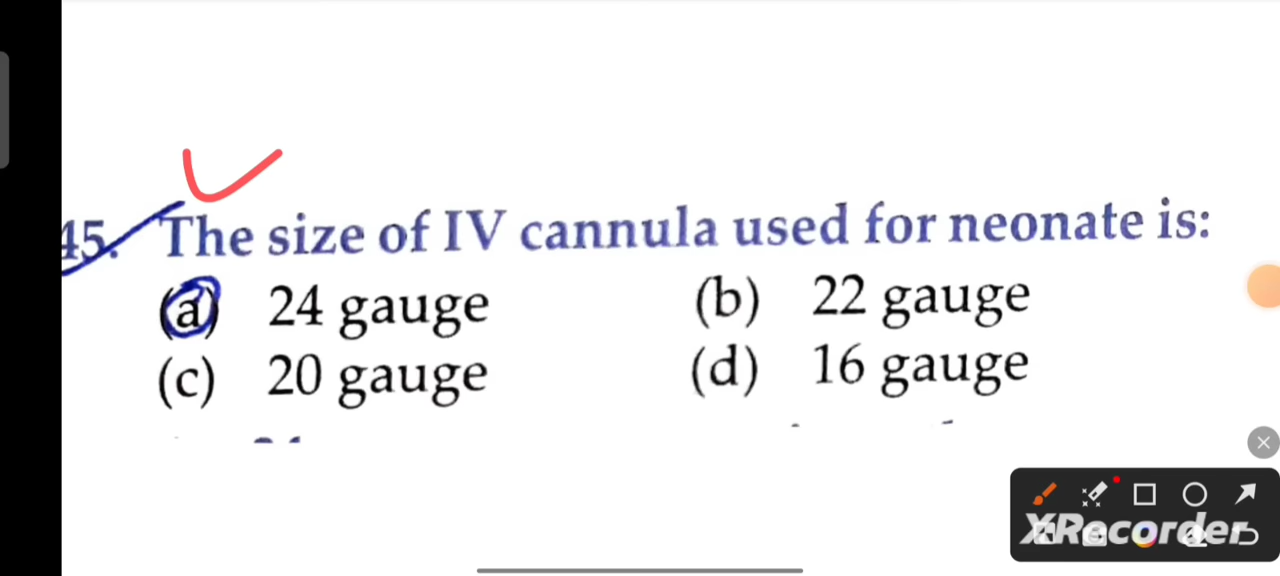 45. The size of IV cannula used for neonate is:
(a) 24 gauge (b) 22 gauge
(c) 20 gauge (d) 16 gauge
XRecorder